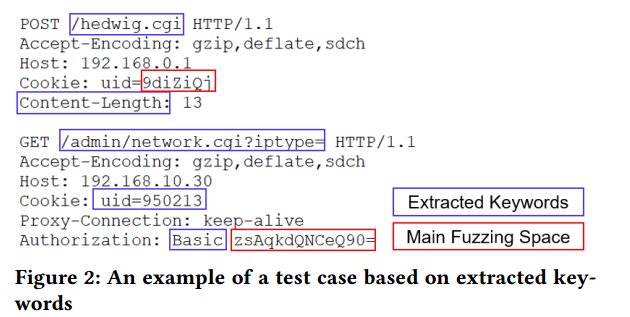 POST /hedwig.cgi HTTP/1.1
Accept-Encoding: gzip,deflate,sdch
Host: 192.168.0.1
Cookie: uid=9diZiQj
Content-Length: 13
GET /admin/network.cgi?iptype= HTTP/1.1
Accept-Encoding: gzip,deflate,sdch
Host: 192.168.10.30
Cookie: uid=950213
Proxy-Connection: keep-alive
Authorization: Basic zsAqkdQNCeQ90=
Extracted Keywords
Main Fuzzing Space
Figure 2: An example of a test case based on extracted key-
words